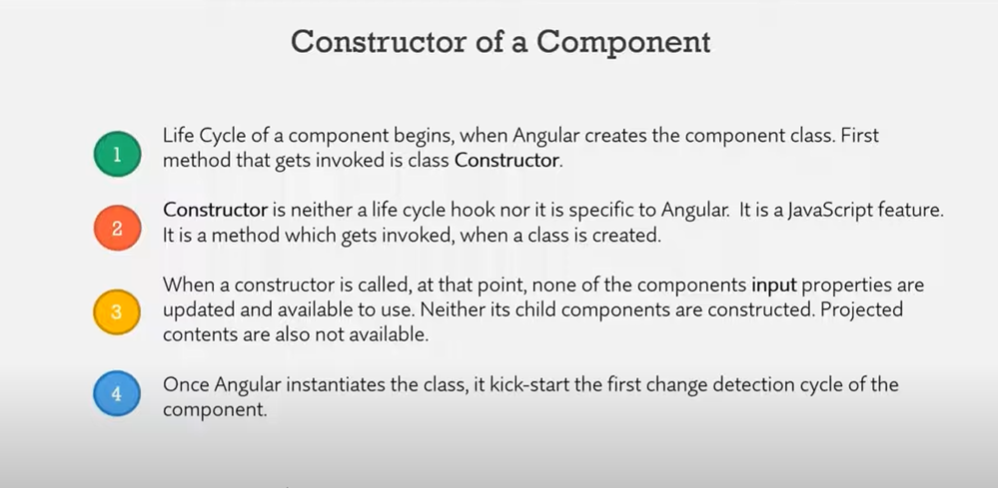 Constructor of a Component
1
Life Cycle of a component begins, when Angular creates the component class. First
method that gets invoked is class Constructor.
2
Constructor is neither a life cycle hook nor it is specific to Angular. It is a JavaScript feature.
It is a method which gets invoked, when a class is created.
3
When a constructor is called, at that point, none of the components input properties are
updated and available to use. Neither its child components are constructed. Projected
contents are also not available.
4
Once Angular instantiates the class, it kick-start the first change detection cycle of the
component.